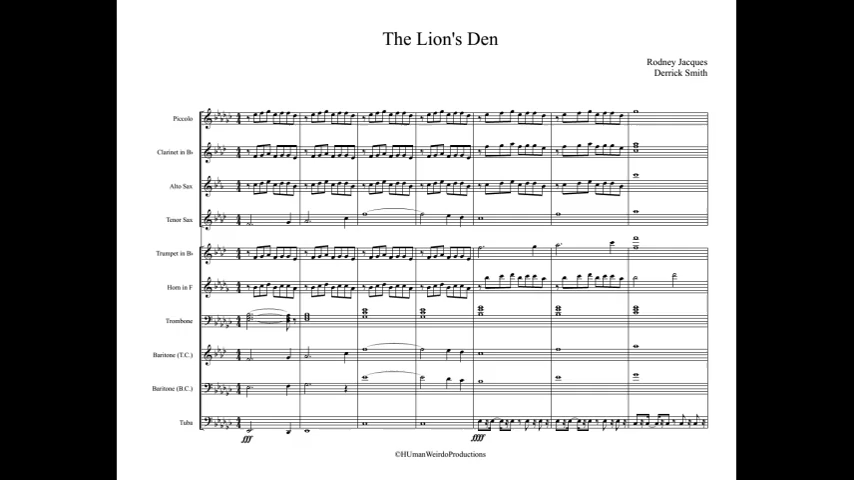 The Lion's Den
Rodney Jacques
Derrick Smith
Piccolo
Clarinet in B♭
Alto Sax
Tenor Sax
Trumpet in B♭
Horn in F
Trombone
Baritone (T.C.)
Baritone (B.C.)
Tuba
fff
ffff
©HUmanWeirdoProductions